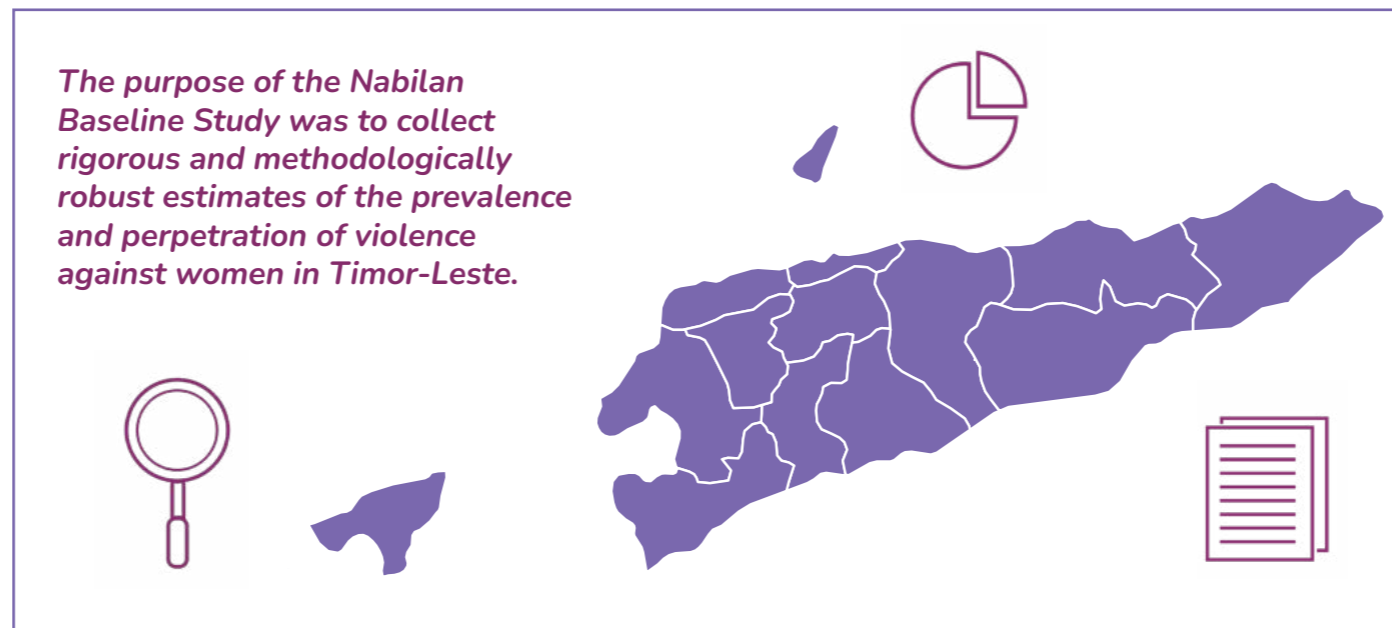 The purpose of the Nabilan
Baseline Study was to collect
rigorous and methodologically
robust estimates of the prevalence
and perpetration of violence
against women in Timor-Leste.